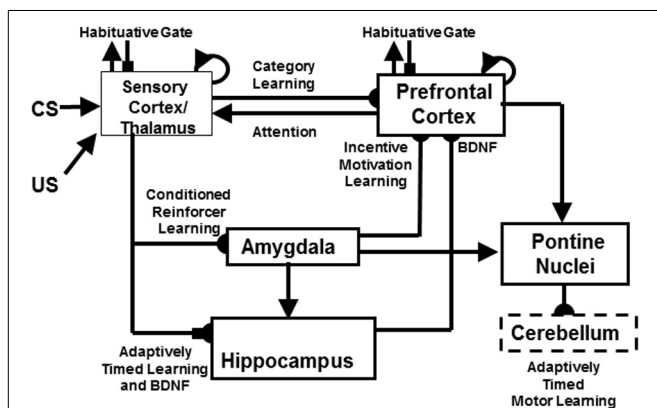 Habituative Gate
Habituative Gate
Sensory
Cortex/
Thalamus
Category
Learning
Prefrontal
Cortex
CS
Attention
US
Incentive
Motivation
Learning
BDNF
Conditioned
Reinforcer
Learning
Amygdala
Pontine
Nuclei
Hippocampus
Cerebellum
Adaptively
Timed Learning
and BDNF
Adaptively
Timed
Motor Learning